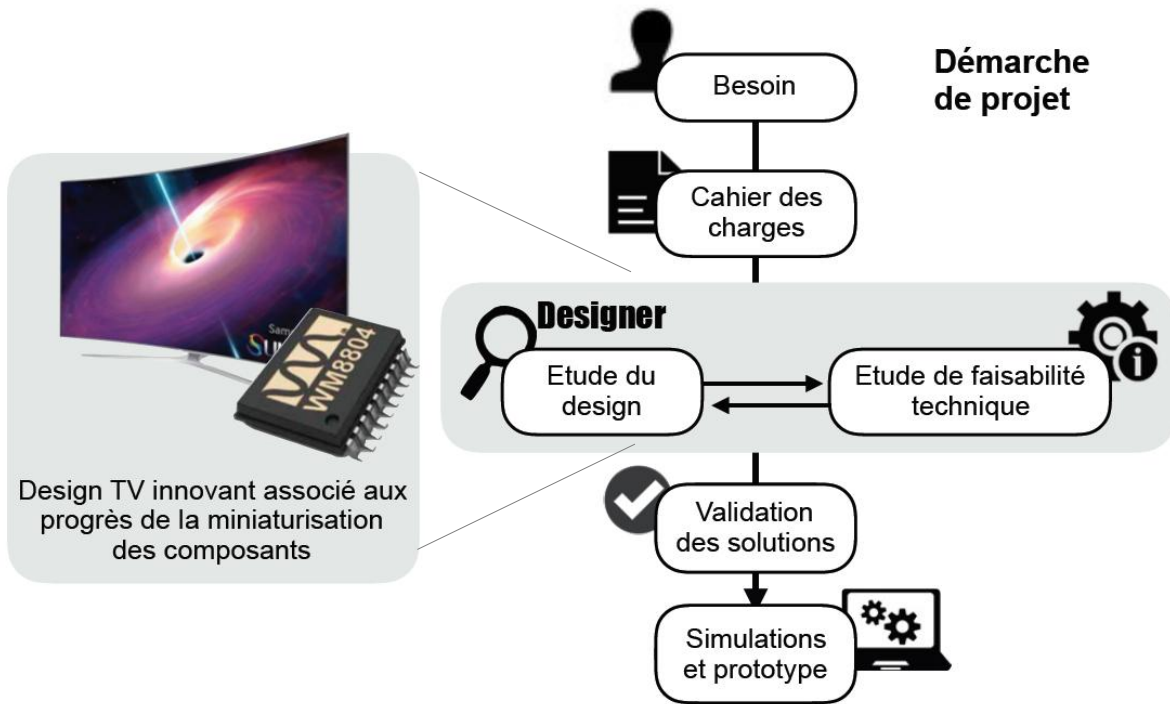 Démarche
de projet
Besoin
Cahier des
charges
Designer
Etude du
design
Etude de faisabilité
technique
i
Validation
des solutions
Simulations
et prototype
WM8804
Design TV innovant associé aux
progrès de la miniaturisation
des composants